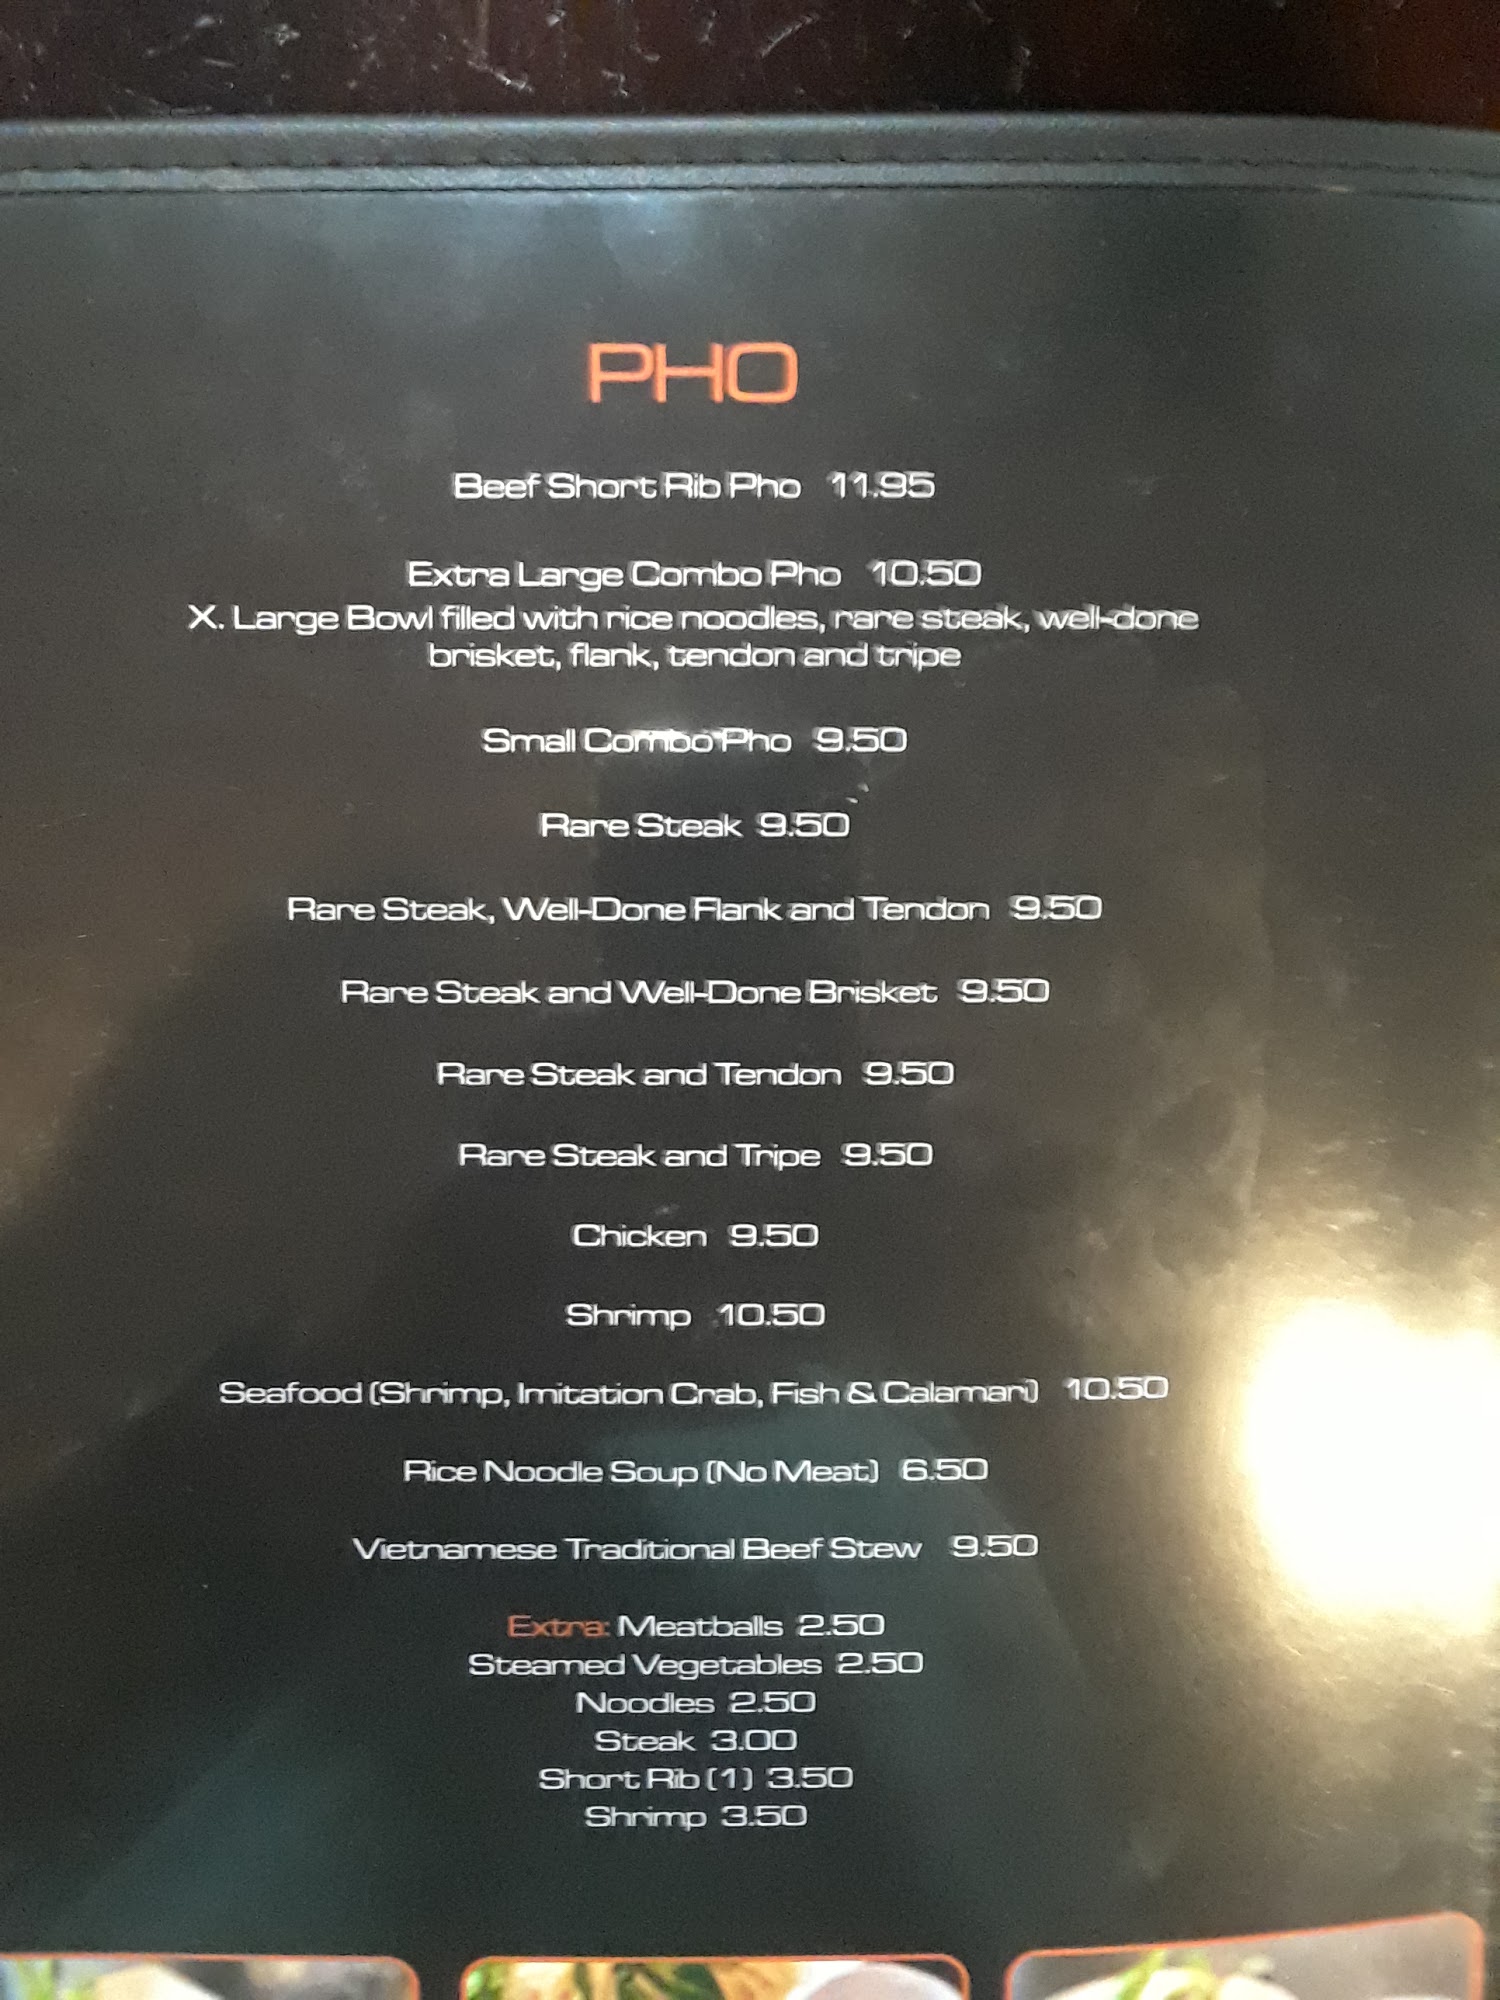 PHO
Beef Short Rib Pho 11.95
Extra Large Combo Pho 10.50
X. Large Bowl filled with rice noodles, rare steak, well-done
brisket, flank, tendon and tripe
Small Combo Pho 9.50
Rare Steak 9.50
Rare Steak, Well-Done Flank and Tendon 9.50
Rare Steak and Well-Done Brisket 9.50
Rare Steak and Tendon 9.50
Rare Steak and Tripe 9.50
Chicken 9.50
Shrimp 10.50
Seafood (Shrimp, Imitation Crab, Fish & Calamari) 10.50
Rice Noodle Soup (No Meat) 6.50
Vietnamese Traditional Beef Stew 9.50
Extra: Meatballs 2.50
Steamed Vegetables 2.50
Noodles 2.50
Steak 3.00
Short Rib (1) 3.50
Shrimp 3.50